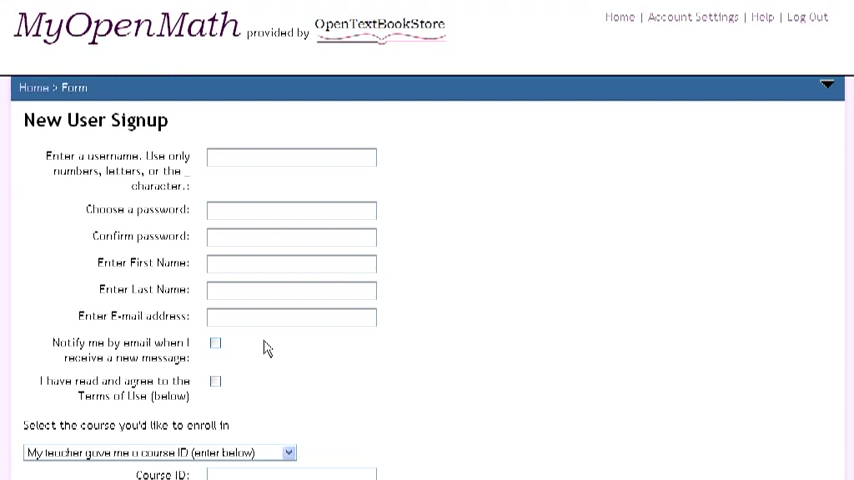 MyOpenMath provided by OpenTextBookStore
Home | Account Settings | Help | Log Out
Home > Form
New User Signup
Enter a username. Use only
numbers, letters, or the _
character.:
Choose a password:
Confirm password:
Enter First Name:
Enter Last Name:
Enter E-mail address:
Notify me by email when I
receive a new message:
I have read and agree to the
Terms of Use (below)
Select the course you'd like to enroll in
My teacher gave me a course ID (enter below)
Course ID: